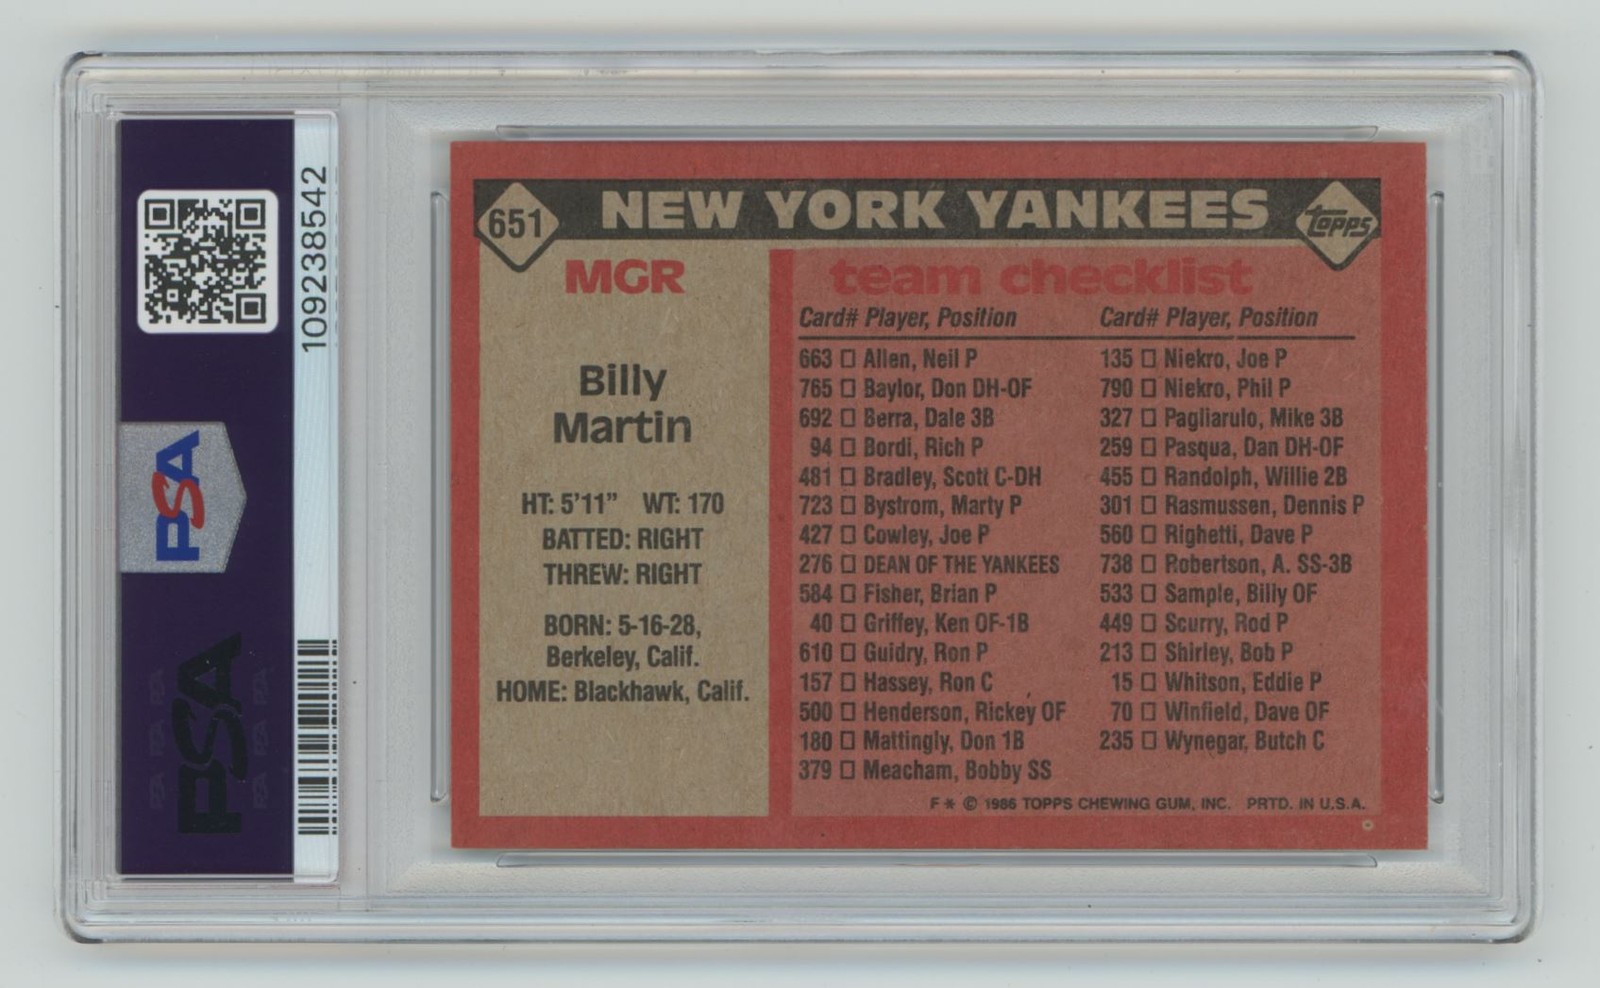 109238542
PSA
PSA
651 NEW YORK YANKEES topps
MGR
Billy
Martin
HT: 5'11" WT: 170
BATTED: RIGHT
THREW: RIGHT
BORN: 5-16-28,
Berkeley, Calif.
HOME: Blackhawk, Calif.
team checklist
Card# Player, Position
663 □ Allen, Neil P
765 □ Baylor, Don DH-OF
692 □ Berra, Dale 3B
94 □ Bordi, Rich P
481 □ Bradley, Scott C-DH
723 □ Bystrom, Marty P
427 □ Cowley, Joe P
276 □ DEAN OF THE YANKEES
584 □ Fisher, Brian P
40 □ Griffey, Ken OF-1B
610 □ Guidry, Ron P
157 □ Hassey, Ron C
500 □ Henderson, Rickey OF
180 □ Mattingly, Don 1B
379 □ Meacham, Bobby SS
Card# Player, Position
135 □ Niekro, Joe P
790 □ Niekro, Phil P
327 □ Pagliarulo, Mike 3B
259 □ Pasqua, Dan DH-OF
455 □ Randolph, Willie 2B
301 □ Rasmussen, Dennis P
560 □ Righetti, Dave P
738 □ Robertson, A. SS-3B
533 □ Sample, Billy OF
449 □ Scurry, Rod P
213 □ Shirley, Bob P
15 □ Whitson, Eddie P
70 □ Winfield, Dave OF
235 □ Wynegar, Butch C
F * © 1986 TOPPS CHEWING GUM, INC. PRTD. IN U.S.A.